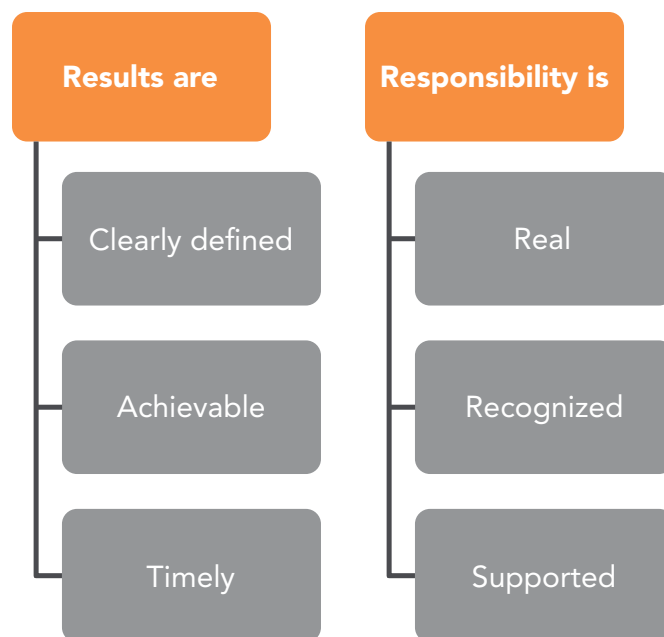 Results are
Clearly defined
Achievable
Timely
Responsibility is
Real
Recognized
Supported